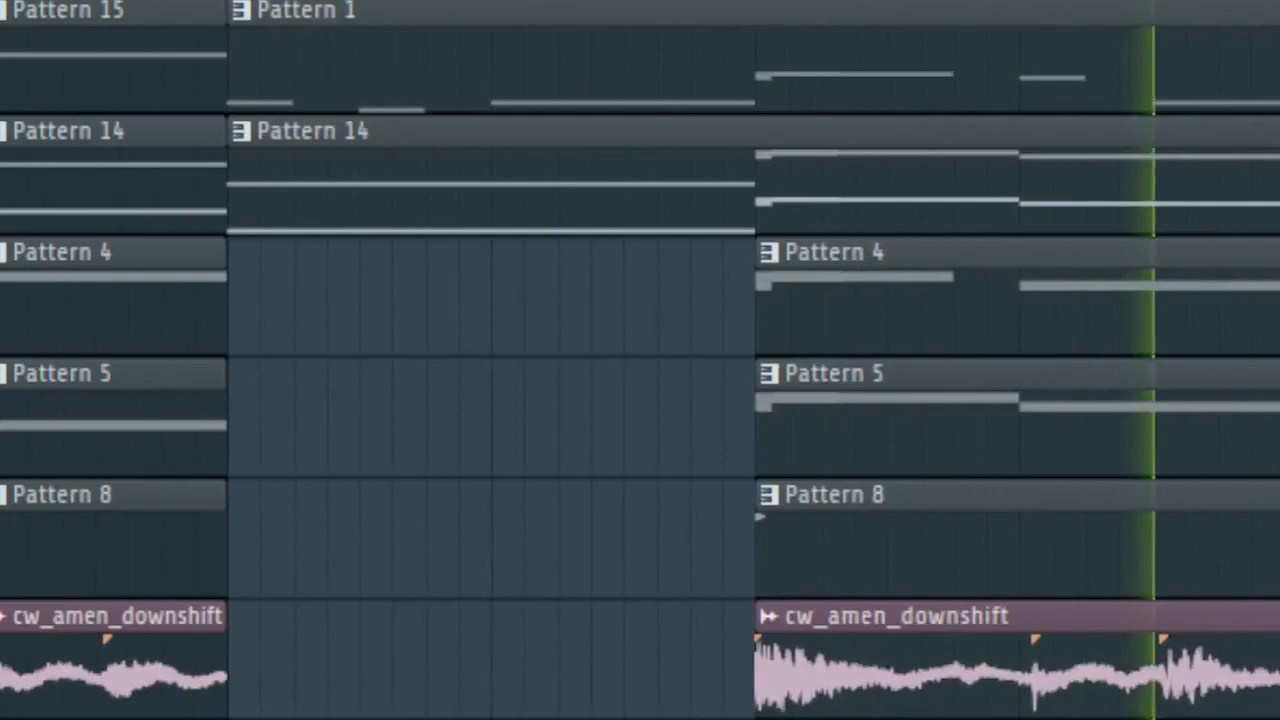 Pattern 15 Pattern 1
Pattern 14 Pattern 14
Pattern 4 Pattern 4
Pattern 5 Pattern 5
Pattern 8 Pattern 8
cw_amen_downshift cw_amen_downshift